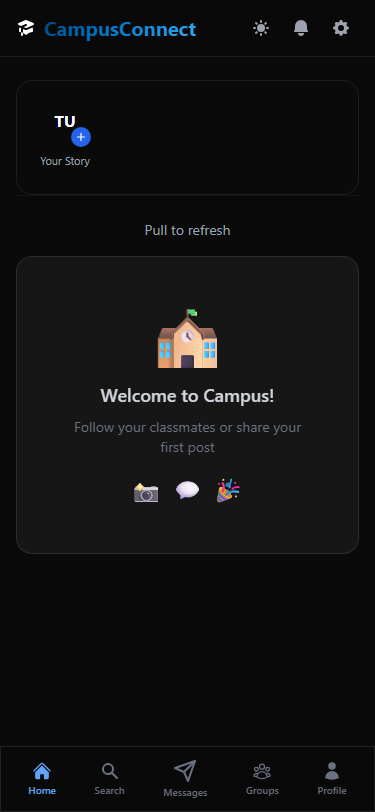 CampusConnect
TU
Your Story
Pull to refresh
Welcome to Campus!
Follow your classmates or share your
first post
Home
Search
Messages
Groups
Profile